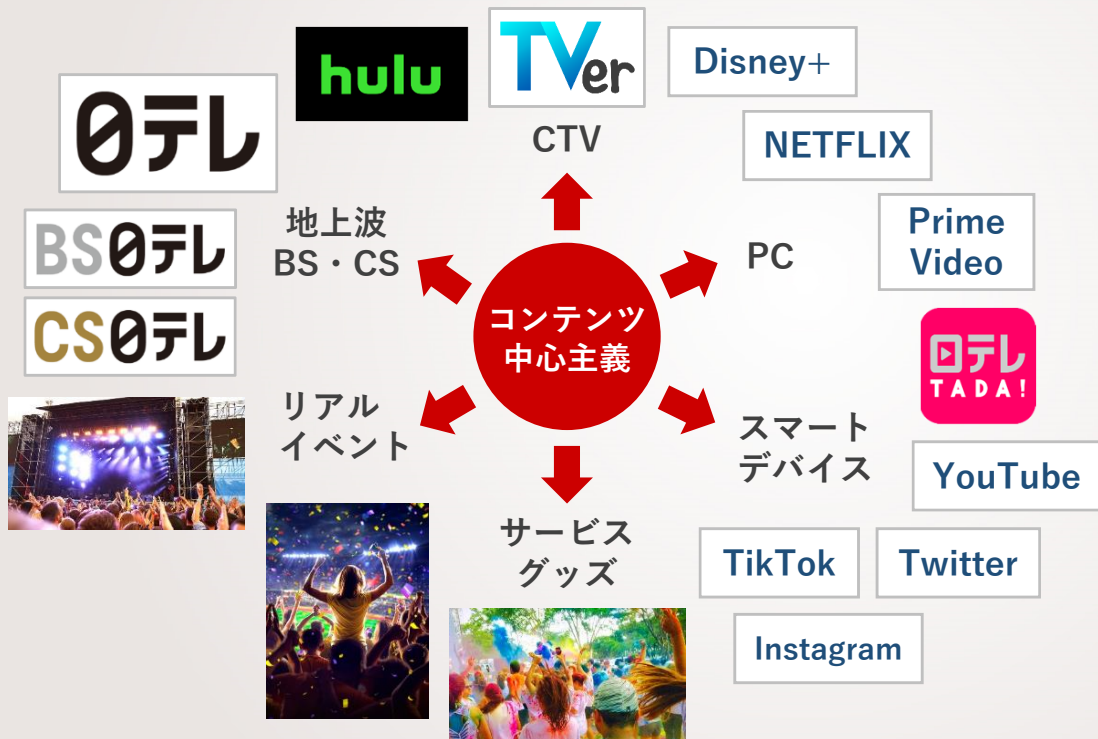 hulu
TVer
Disney+
日テレ
CTV
NETFLIX
BS日テレ
地上波
BS・CS
PC
Prime
Video
CS日テレ
コンテンツ
中心主義
日テレ
TADA!
リアル
イベント
スマート
デバイス
YouTube
サービス
グッズ
TikTok
Twitter
Instagram